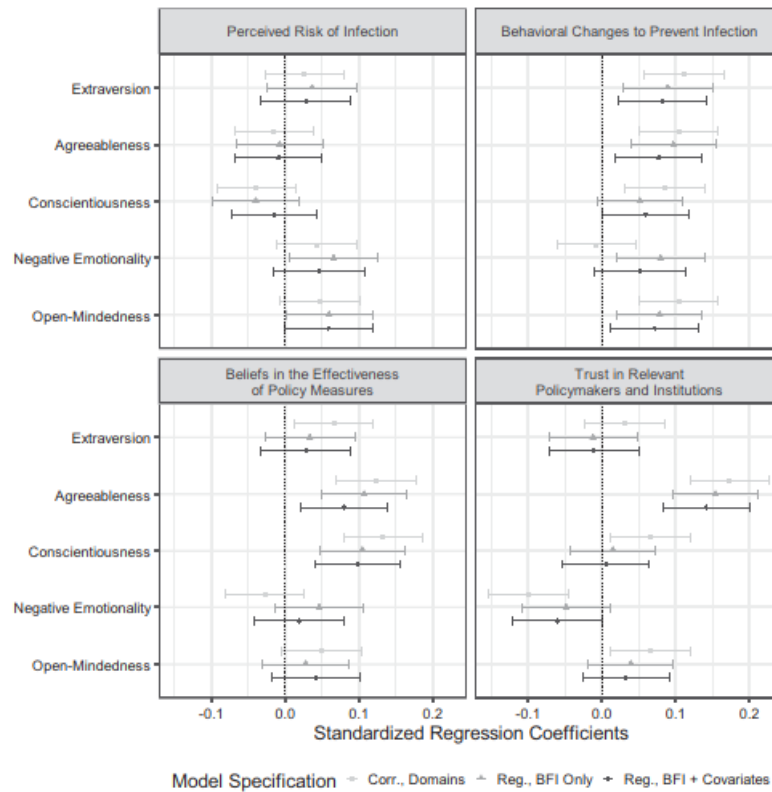 Perceived Risk of Infection
Behavioral Changes to Prevent Infection
Extraversion
Agreeableness
Conscientiousness
Negative Emotionality
Open-Mindedness
Beliefs in the Effectiveness
of Policy Measures
Trust in Relevant
Policymakers and Institutions
Extraversion
Agreeableness
Conscientiousness
Negative Emotionality
Open-Mindedness
-0.1 0.0 0.1 0.2 -0.1 0.0 0.1 0.2
Standardized Regression Coefficients
Model Specification Corr., Domains Reg., BFI Only Reg., BFI + Covariates